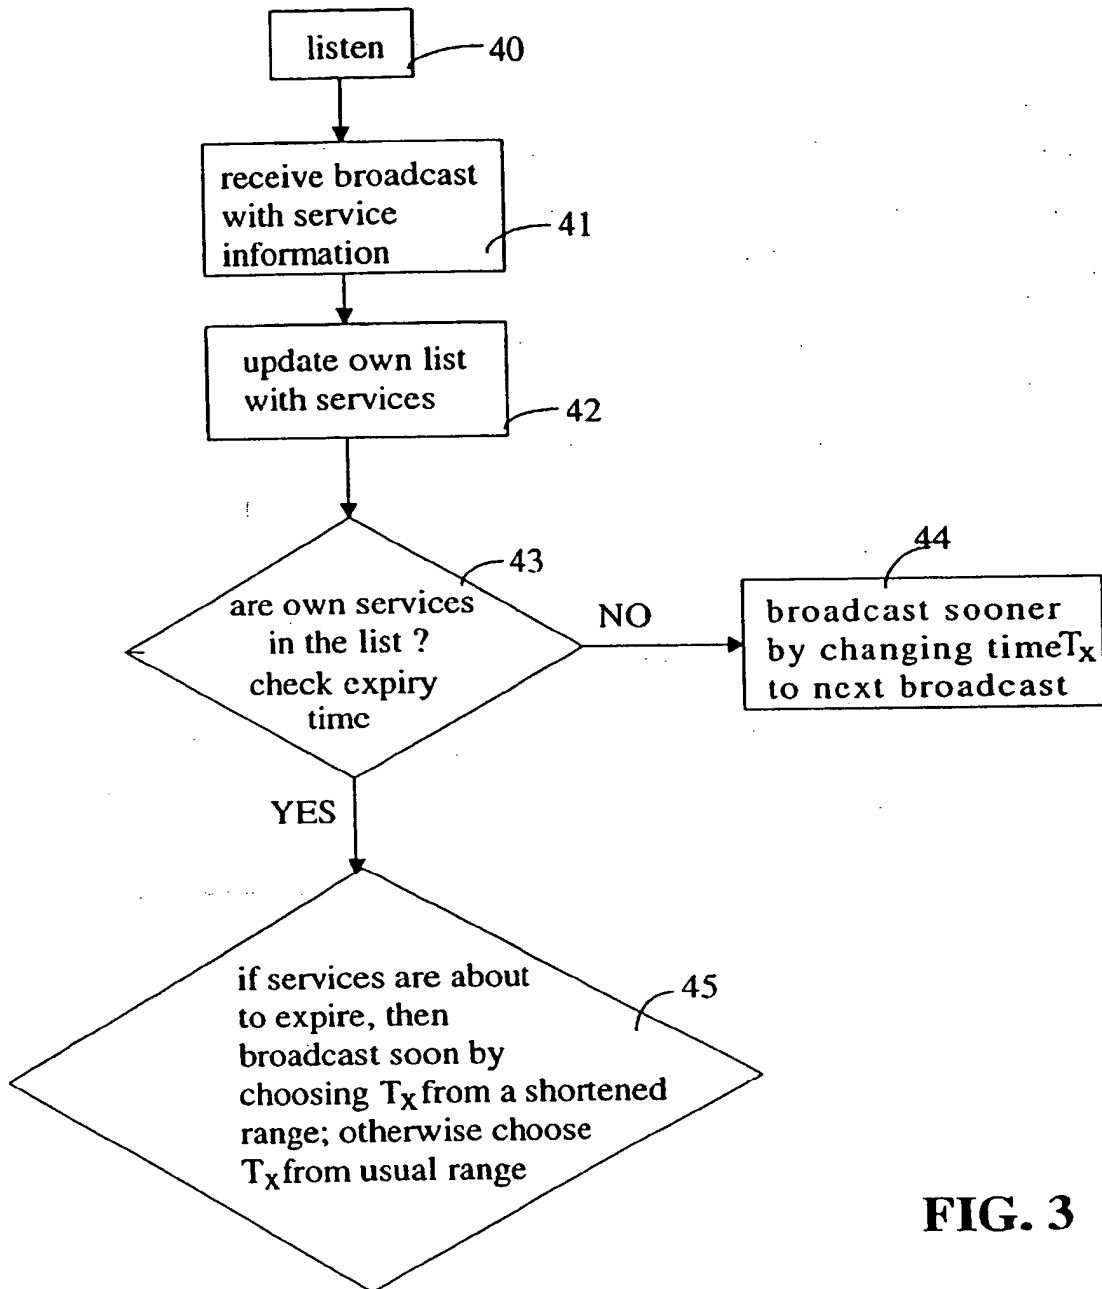 listen
40
receive broadcast
with service
information
41
update own list
with services
42
43
are own services
in the list ?
check expiry
time
NO
44
broadcast sooner
by changing timeTx
to next broadcast
YES
45
if services are about
to expire, then
broadcast soon by
choosing Tx from a shortened
range; otherwise choose
Tx from usual range
FIG. 3